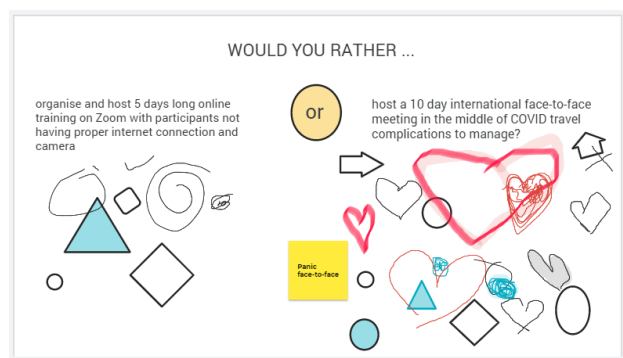 WOULD YOU RATHER ...
organise and host 5 days long online
training on Zoom with participants not
having proper internet connection and
camera
or
host a 10 day international face-to-face
meeting in the middle of COVID travel
complications to manage?
Panic
face-to-face